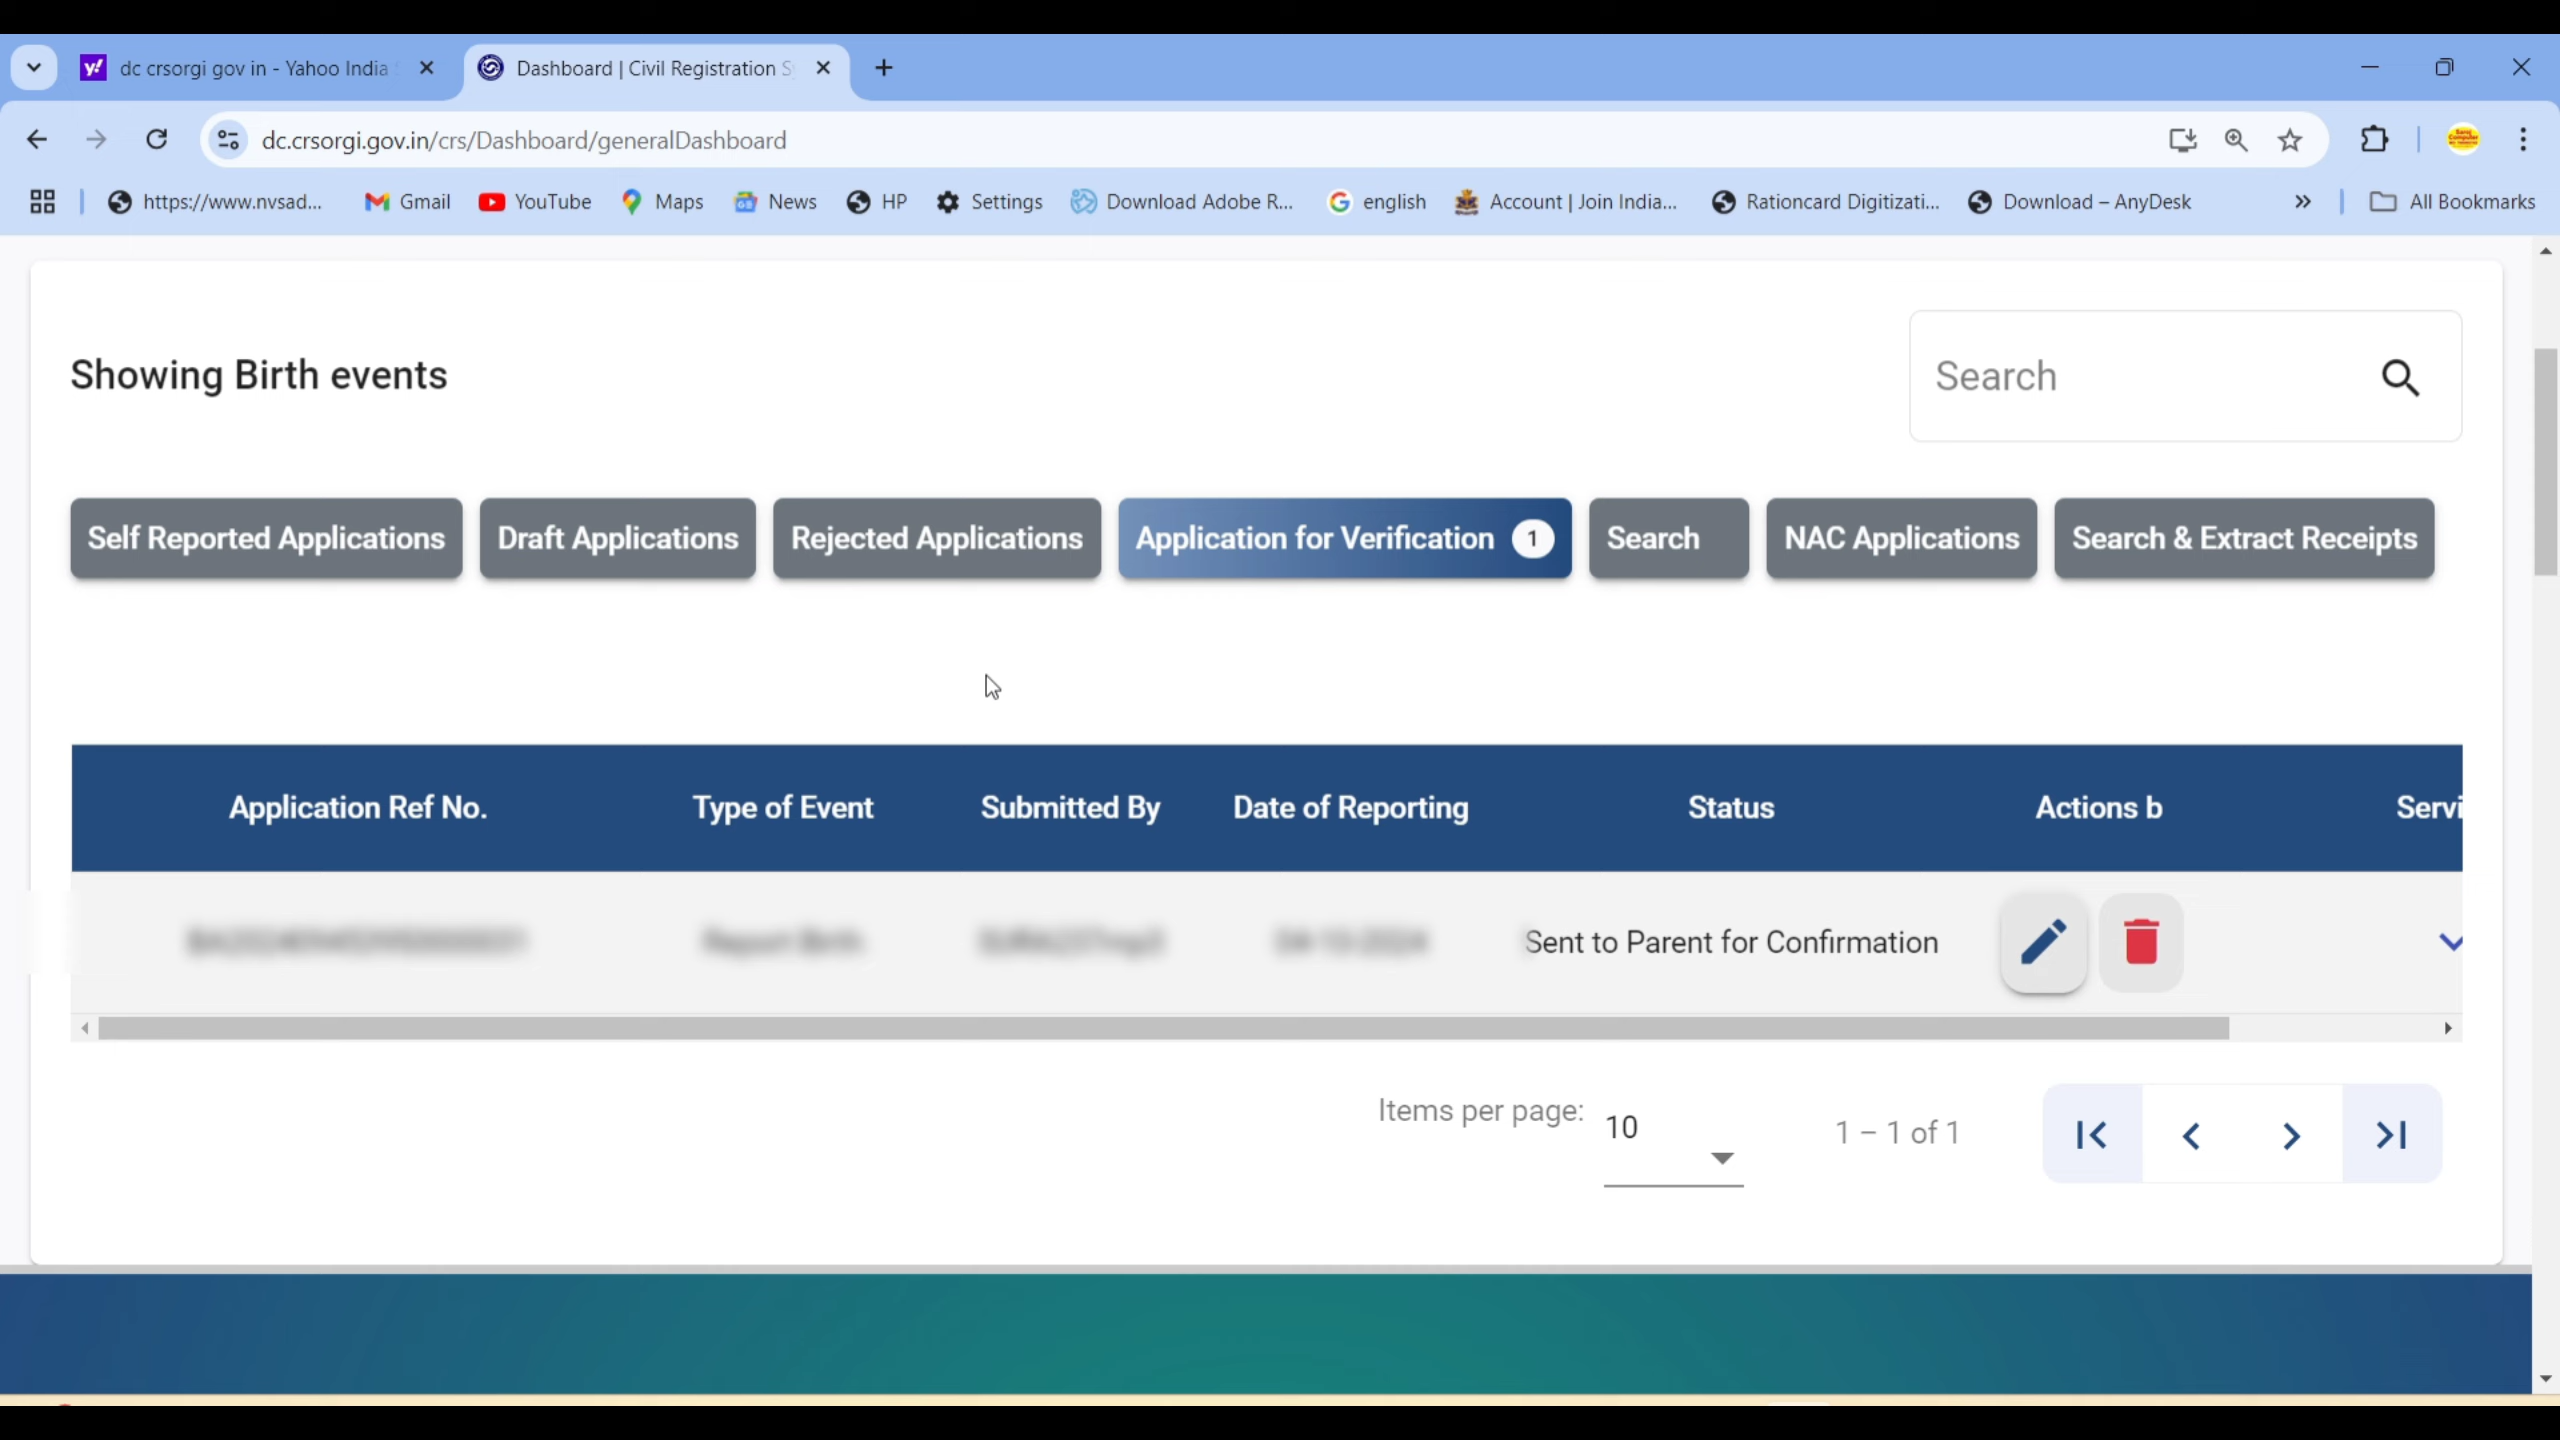 dc crsorgi gov in - Yahoo India
Dashboard | Civil Registration S
dc.crsorgi.gov.in/crs/Dashboard/generalDashboard
https://www.nvsad...
Gmail
YouTube
Maps
News
HP
Settings
Download Adobe R...
english
Account | Join India...
Rationcard Digitizati...
Download – AnyDesk
»
All Bookmarks
Showing Birth events
Search
Self Reported Applications
Draft Applications
Rejected Applications
Application for Verification 1
Search
NAC Applications
Search & Extract Receipts
Application Ref No.
Type of Event
Submitted By
Date of Reporting
Status
Actions b
Servi
Sent to Parent for Confirmation
Items per page: 10
1 – 1 of 1